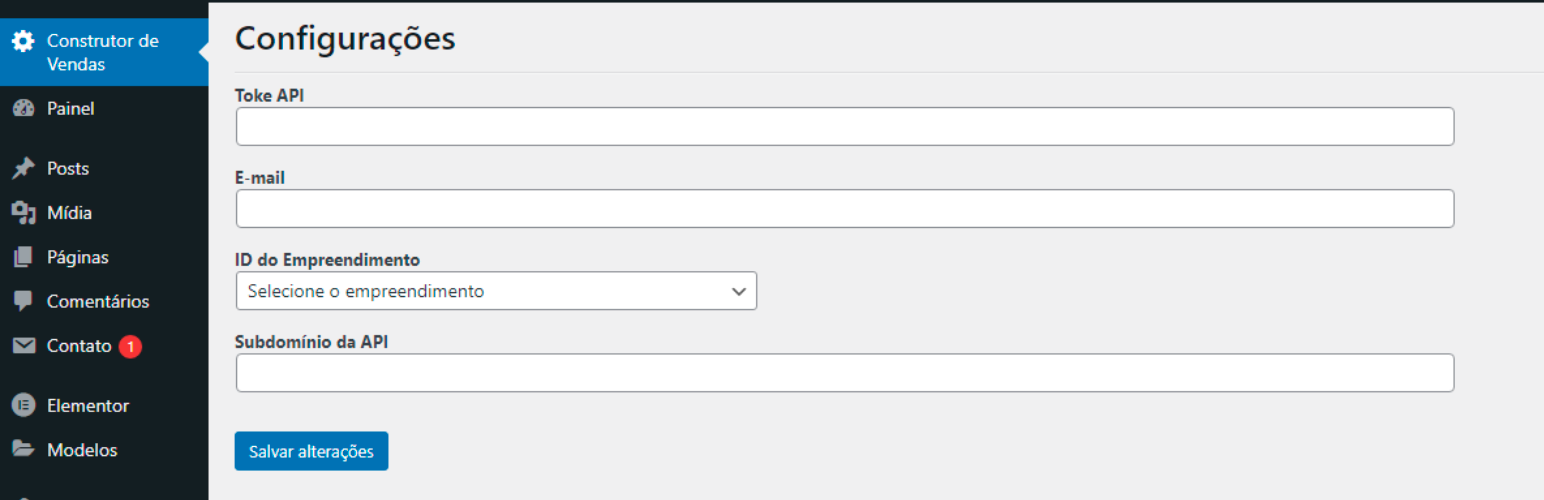 Construtor de
Vendas
Painel
Posts
Mídia
Páginas
Comentários
Contato 1
Elementor
Modelos
Configurações
Toke API
E-mail
ID do Empreendimento
Selecione o empreendimento
Subdomínio da API
Salvar alterações